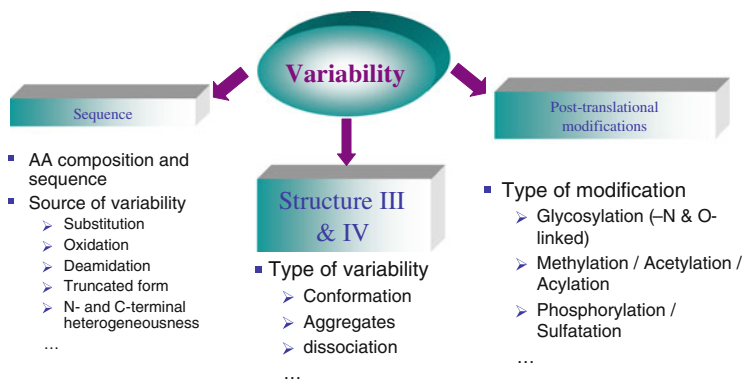 Variability
Sequence
AA composition and
sequence
Source of variability
Substitution
Oxidation
Deamidation
Truncated form
N- and C-terminal
heterogeneousness
…
Structure III
& IV
Type of variability
Conformation
Aggregates
dissociation
…
Post-translational
modifications
Type of modification
Glycosylation (–N & O-
linked)
Methylation / Acetylation /
Acylation
Phosphorylation /
Sulfatation
…